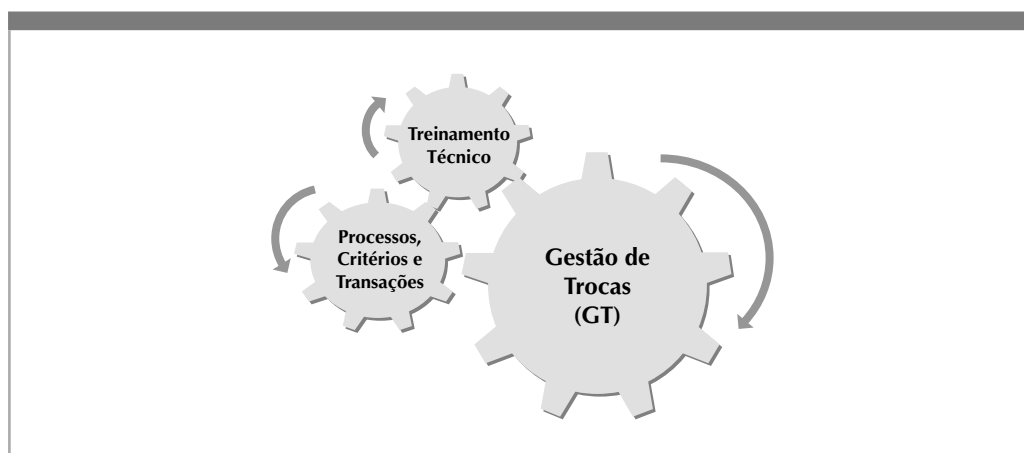 Treinamento
Técnico
Processos,
Critérios e
Transações
Gestão de
Trocas
(GT)